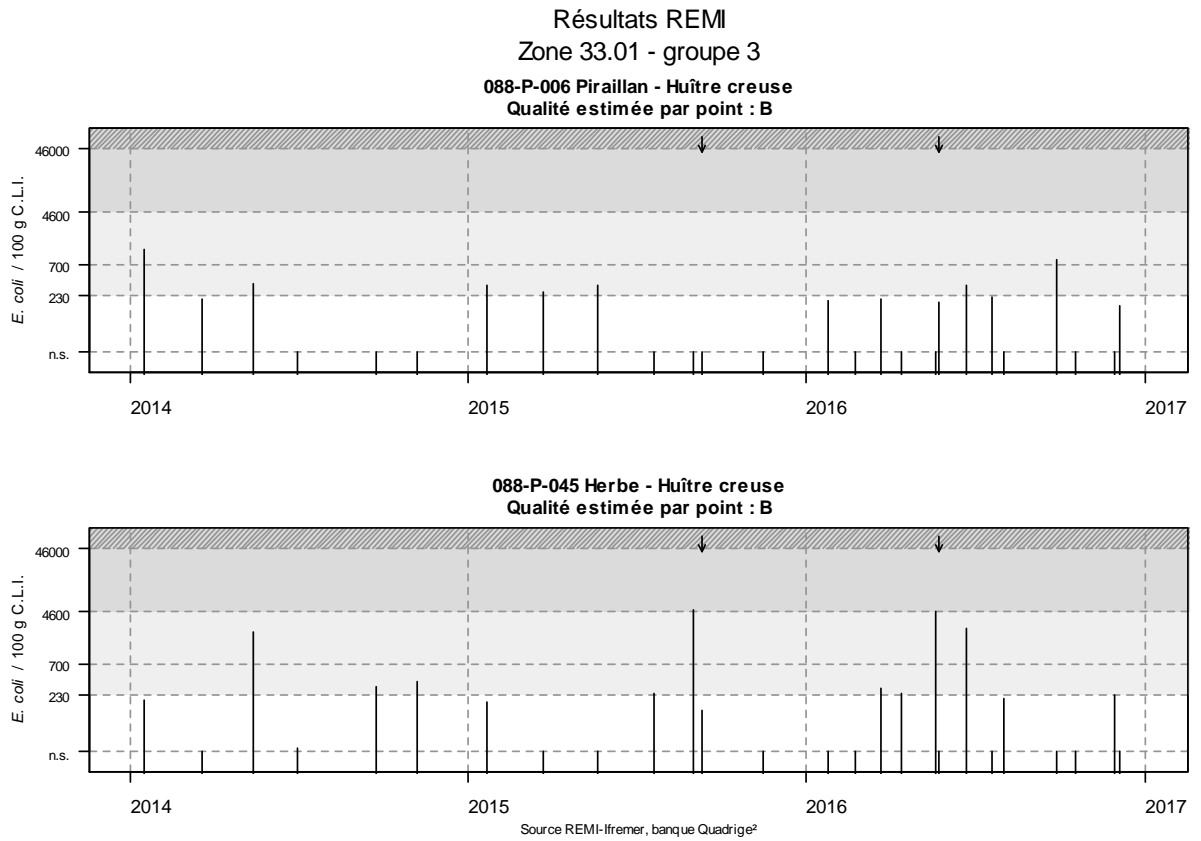 Résultats REMI
Zone 33.01 - groupe 3
088-P-006 Piraillan - Huître creuse
Qualité estimée par point : B
46000
4600
700
230
n.s.
E. coli / 100 g C.L.I.
2014 2015 2016 2017
088-P-045 Herbe - Huître creuse
Qualité estimée par point : B
46000
4600
700
230
n.s.
E. coli / 100 g C.L.I.
2014 2015 2016 2017
Source REMI-Ifremer, banque Quadrige²